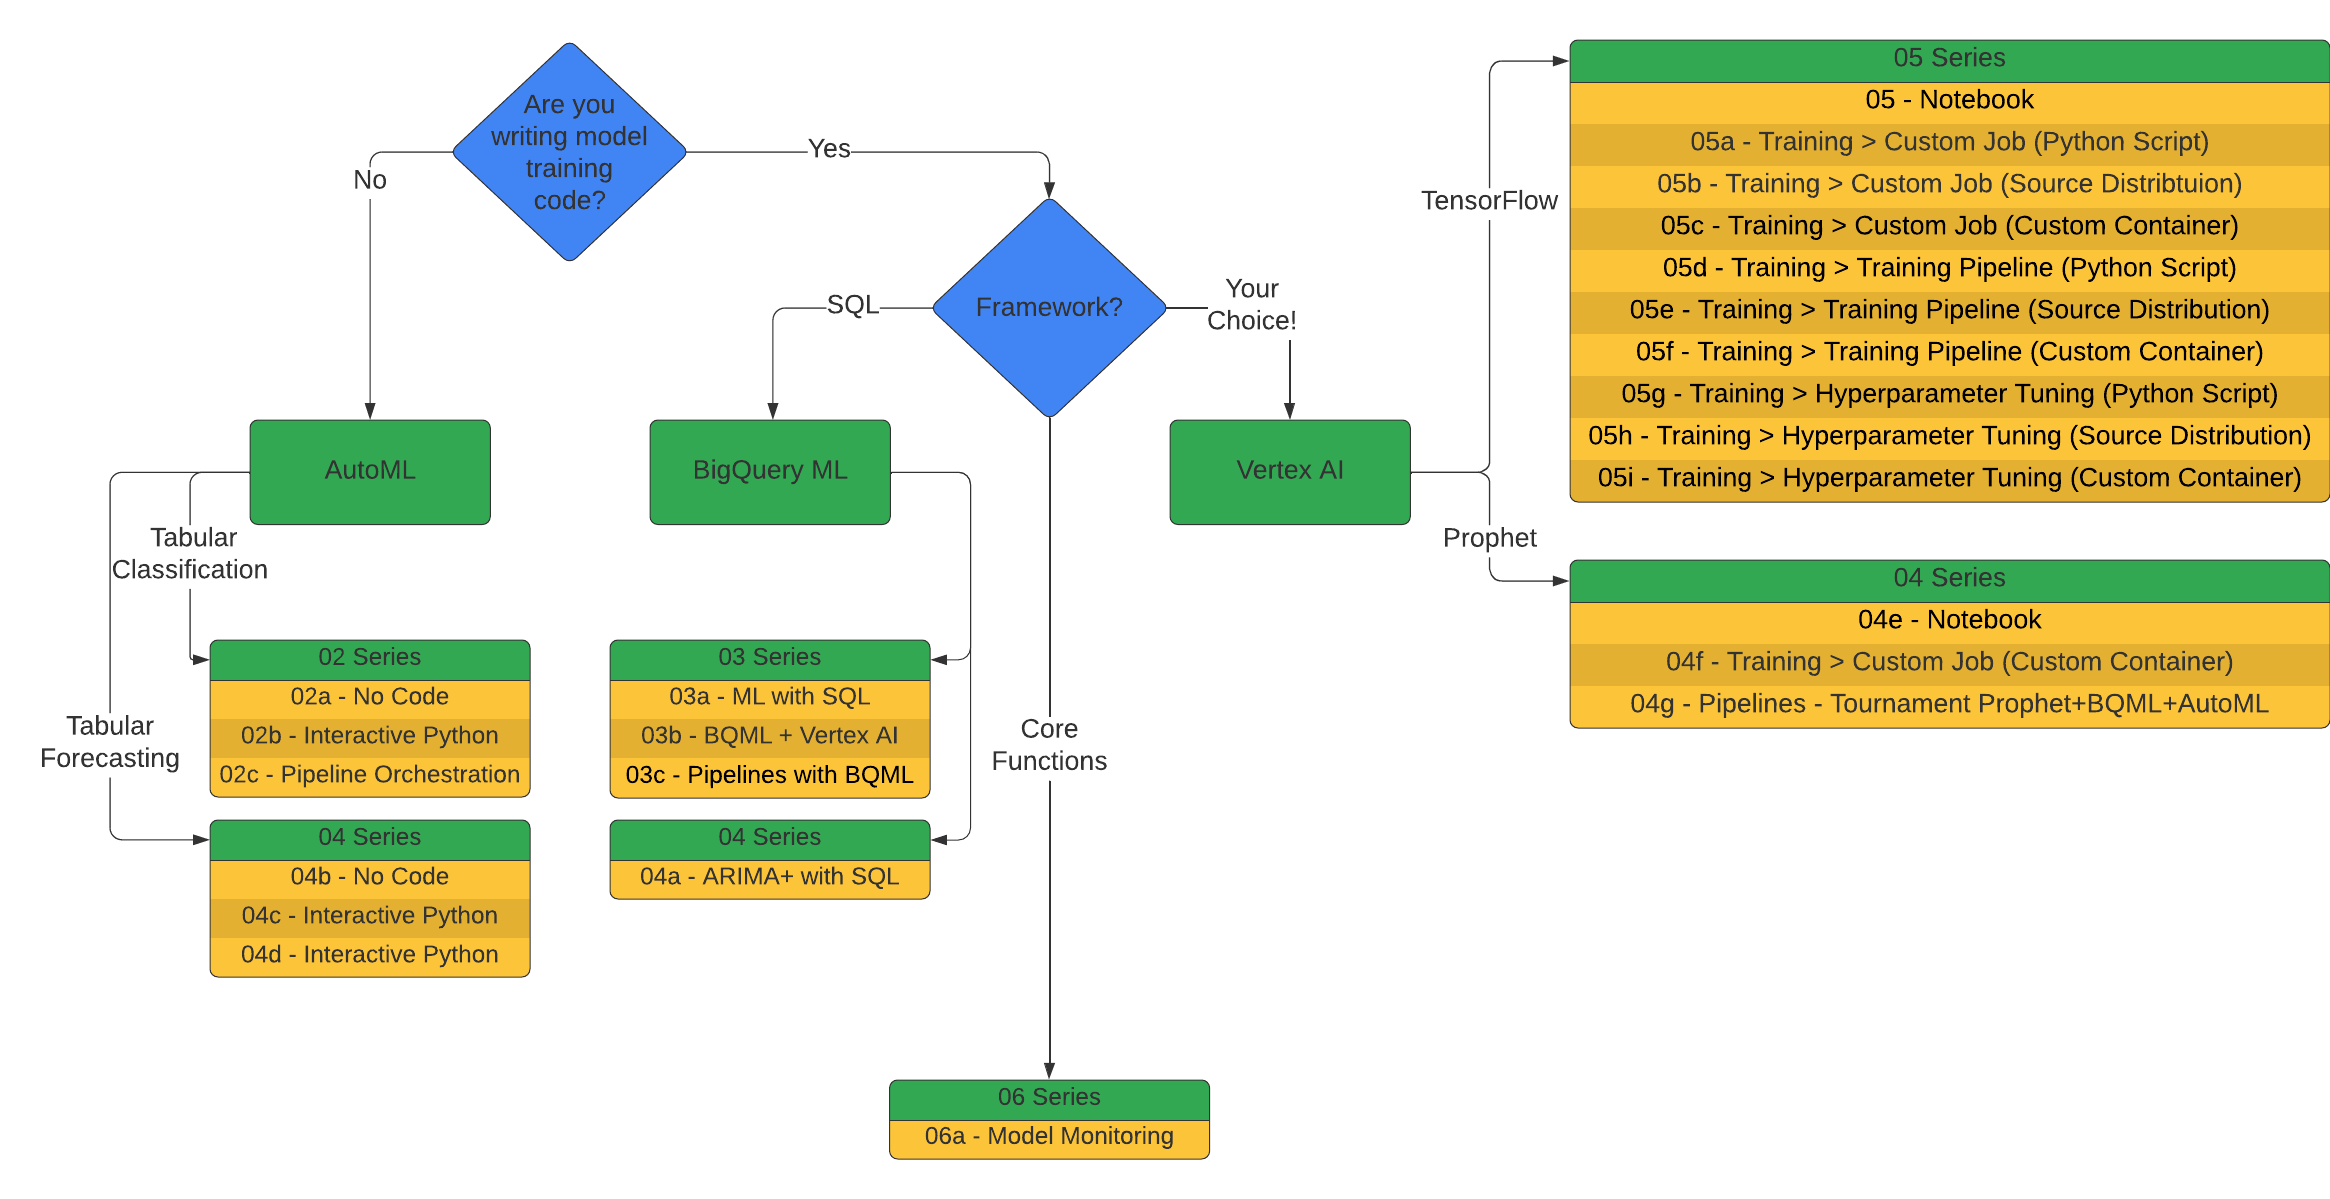 Are you
writing model
training
code?
No
Yes
Framework?
SQL
Your
Choice!
AutoML
BigQuery ML
Vertex AI
Tabular
Classification
Tabular
Forecasting
02 Series
02a - No Code
02b - Interactive Python
02c - Pipeline Orchestration
04 Series
04b - No Code
04c - Interactive Python
04d - Interactive Python
03 Series
03a - ML with SQL
03b - BQML + Vertex AI
03c - Pipelines with BQML
04 Series
04a - ARIMA+ with SQL
Core
Functions
06 Series
06a - Model Monitoring
TensorFlow
Prophet
05 Series
05 - Notebook
05a - Training > Custom Job (Python Script)
05b - Training > Custom Job (Source Distribtuion)
05c - Training > Custom Job (Custom Container)
05d - Training > Training Pipeline (Python Script)
05e - Training > Training Pipeline (Source Distribution)
05f - Training > Training Pipeline (Custom Container)
05g - Training > Hyperparameter Tuning (Python Script)
05h - Training > Hyperparameter Tuning (Source Distribution)
05i - Training > Hyperparameter Tuning (Custom Container)
04 Series
04e - Notebook
04f - Training > Custom Job (Custom Container)
04g - Pipelines - Tournament Prophet+BQML+AutoML